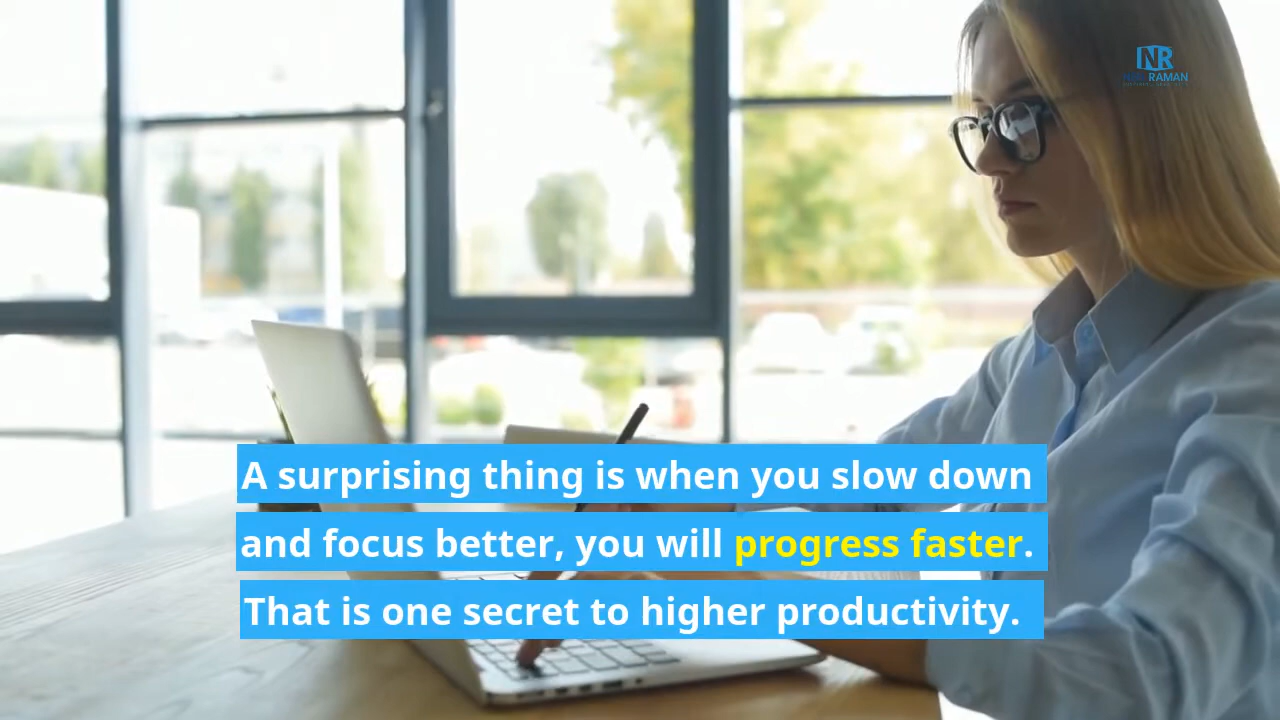 NR
RAMAN
A surprising thing is when you slow down
and focus better, you will progress faster.
That is one secret to higher productivity.